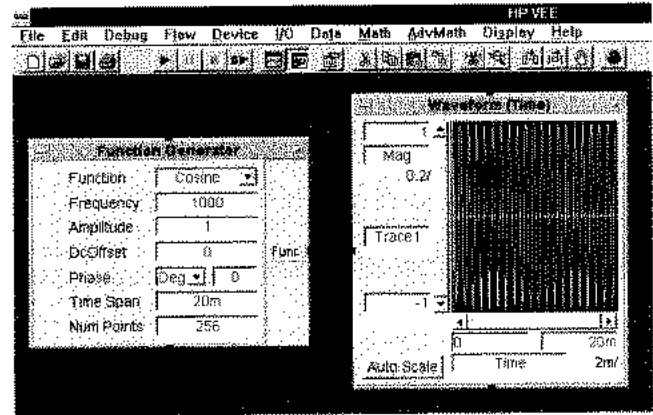 HP VEE
File Edit Debug Flow Device I/O Data Math AdvMath Display Help
Function Generator
Function Cosine
Frequency 1000
Amplitude 1
DcOffset 0
Func
Phase Deg 0
Time Span 20m
Num Points 256
Waveform (Time)
1
Mag
0.2/
Trace1
-1
0 20m
Auto Scale Time 2m/